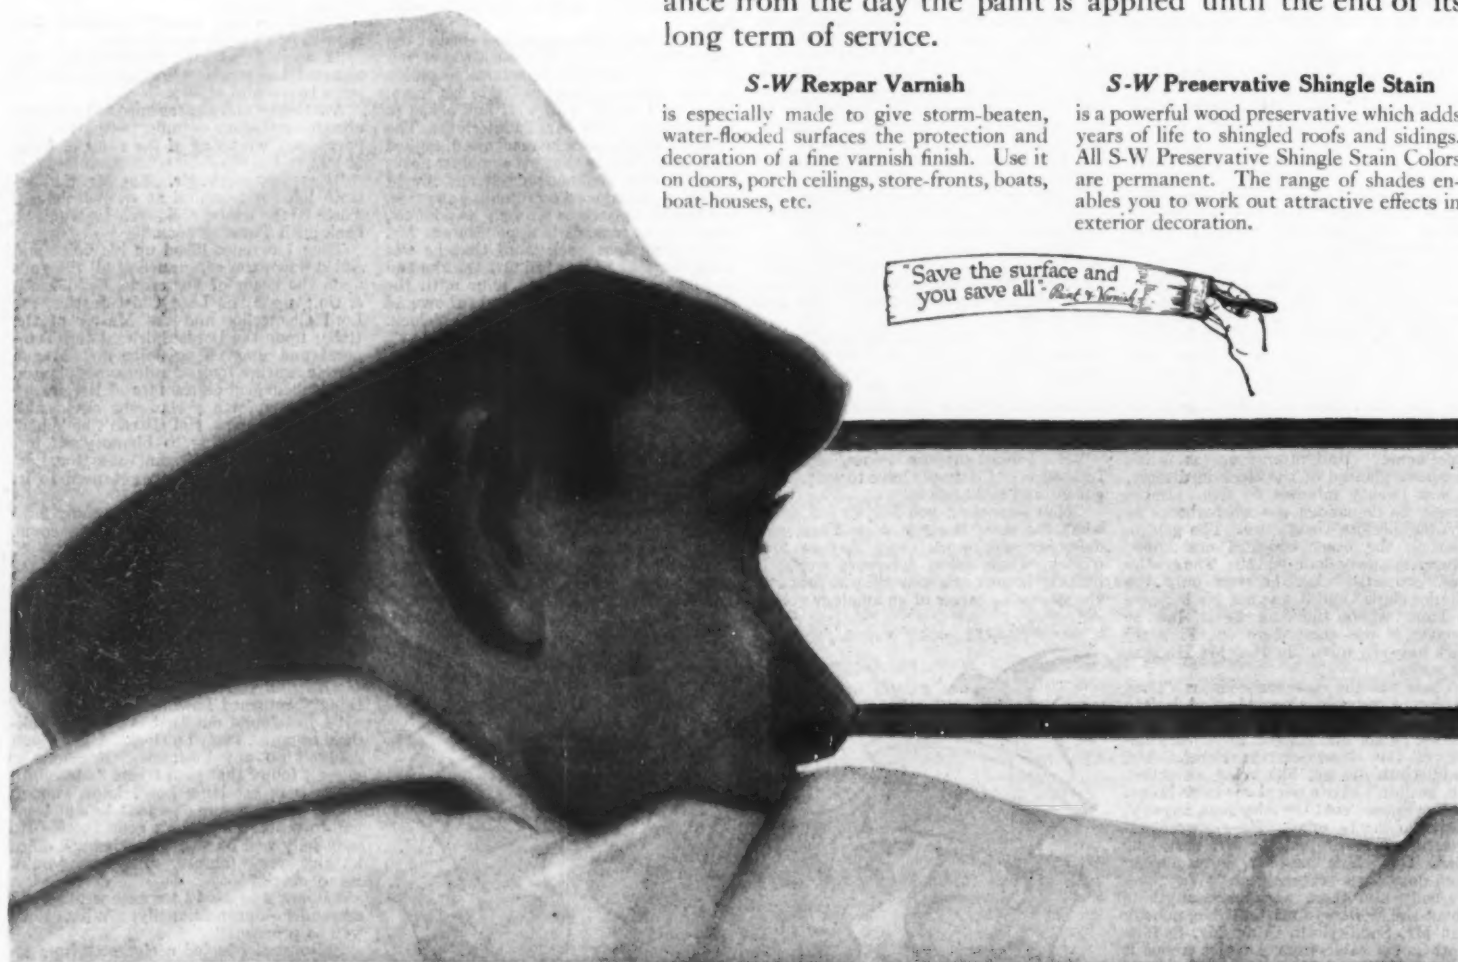 ance from the day the paint is applied until the end of its
long term of service.
S-W Rexpar Varnish
is especially made to give storm-beaten,
water-flooded surfaces the protection and
decoration of a fine varnish finish. Use it
on doors, porch ceilings, store-fronts, boats,
boat-houses, etc.
S-W Preservative Shingle Stain
is a powerful wood preservative which adds
years of life to shingled roofs and sidings.
All S-W Preservative Shingle Stain Colors
are permanent. The range of shades en-
ables you to work out attractive effects in
exterior decoration.
"Save the surface and
you save all" - Paint & Varnish